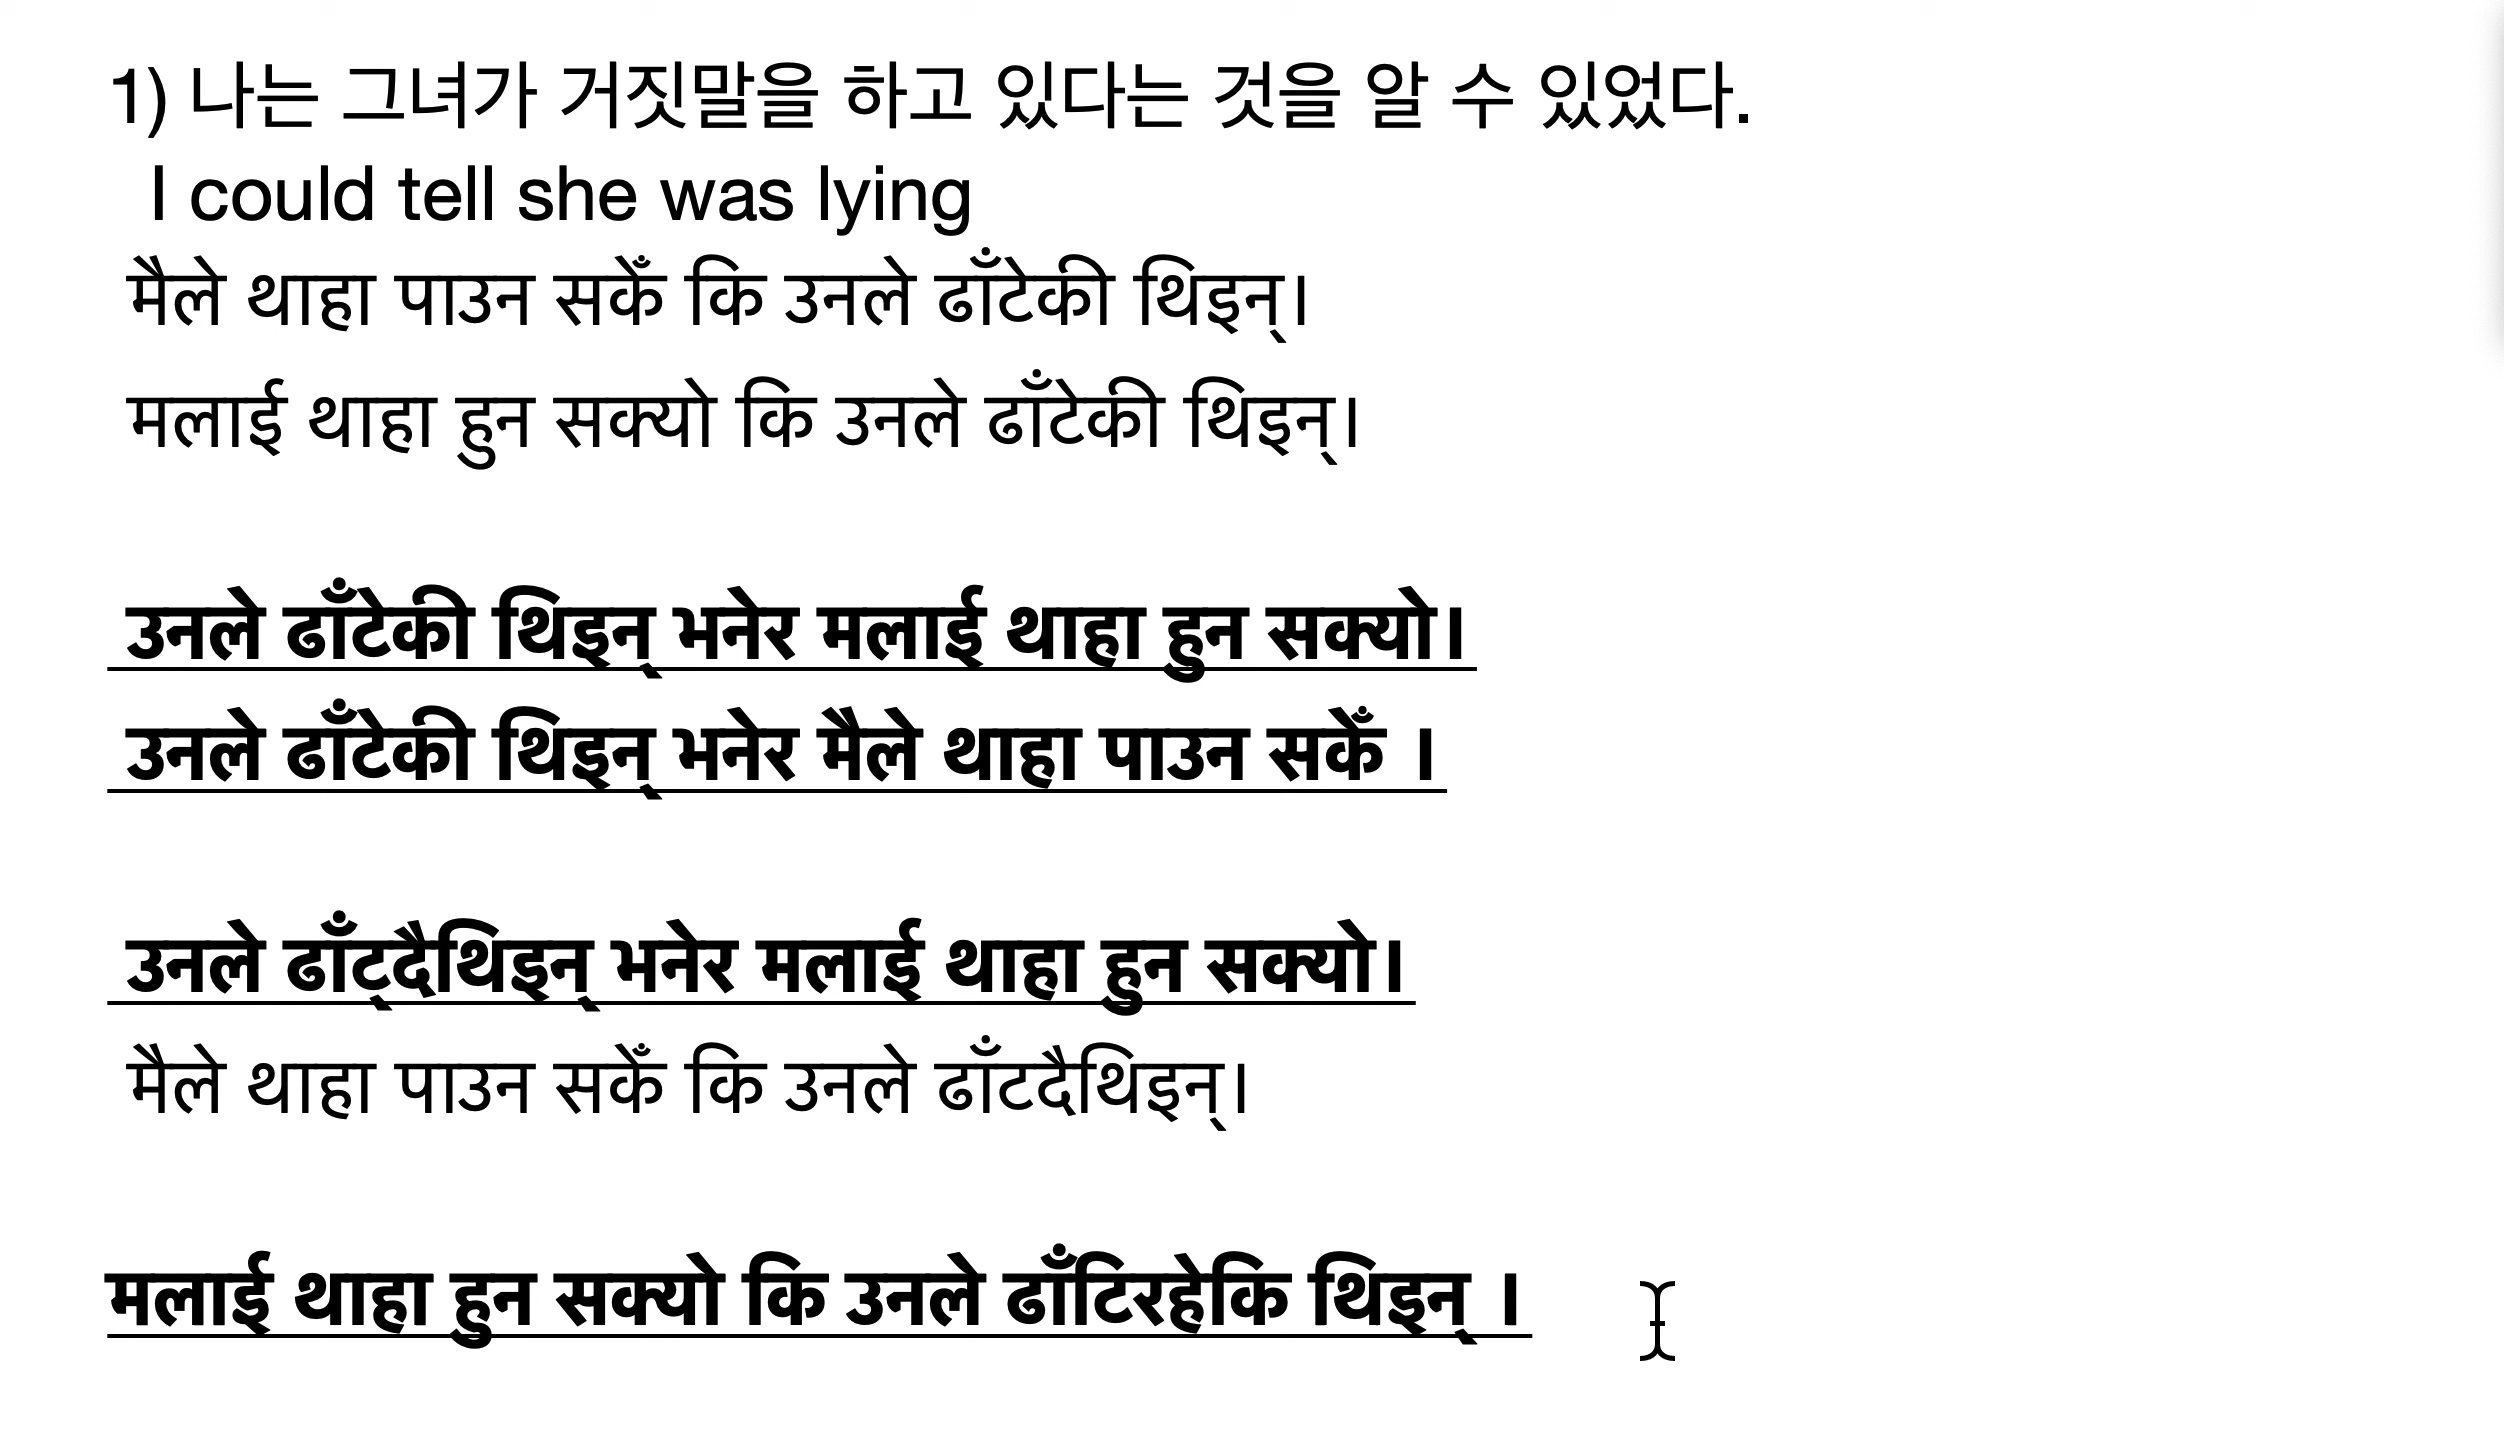 1) 나는 그녀가 거짓말을 하고 있다는 것을 알 수 있었다.
I could tell she was lying
मैले थाहा पाउन सकेँ कि उनले ढाँटेकी थिइन्।
मलाई थाहा हुन सक्यो कि उनले ढाँटेकी थिइन्।
उनले ढाँटेकी थिइन् भनेर मलाई थाहा हुन सक्यो।
उनले ढाँटेकी थिइन् भनेर मैले थाहा पाउन सकेँ ।
उनले ढाँट्दैथिइन् भनेर मलाई थाहा हुन सक्यो।
मैले थाहा पाउन सकेँ कि उनले ढाँटदैथिइन्।
मलाई थाहा हुन सक्यो कि उनले ढाँटिरहेकि थिइन् ।